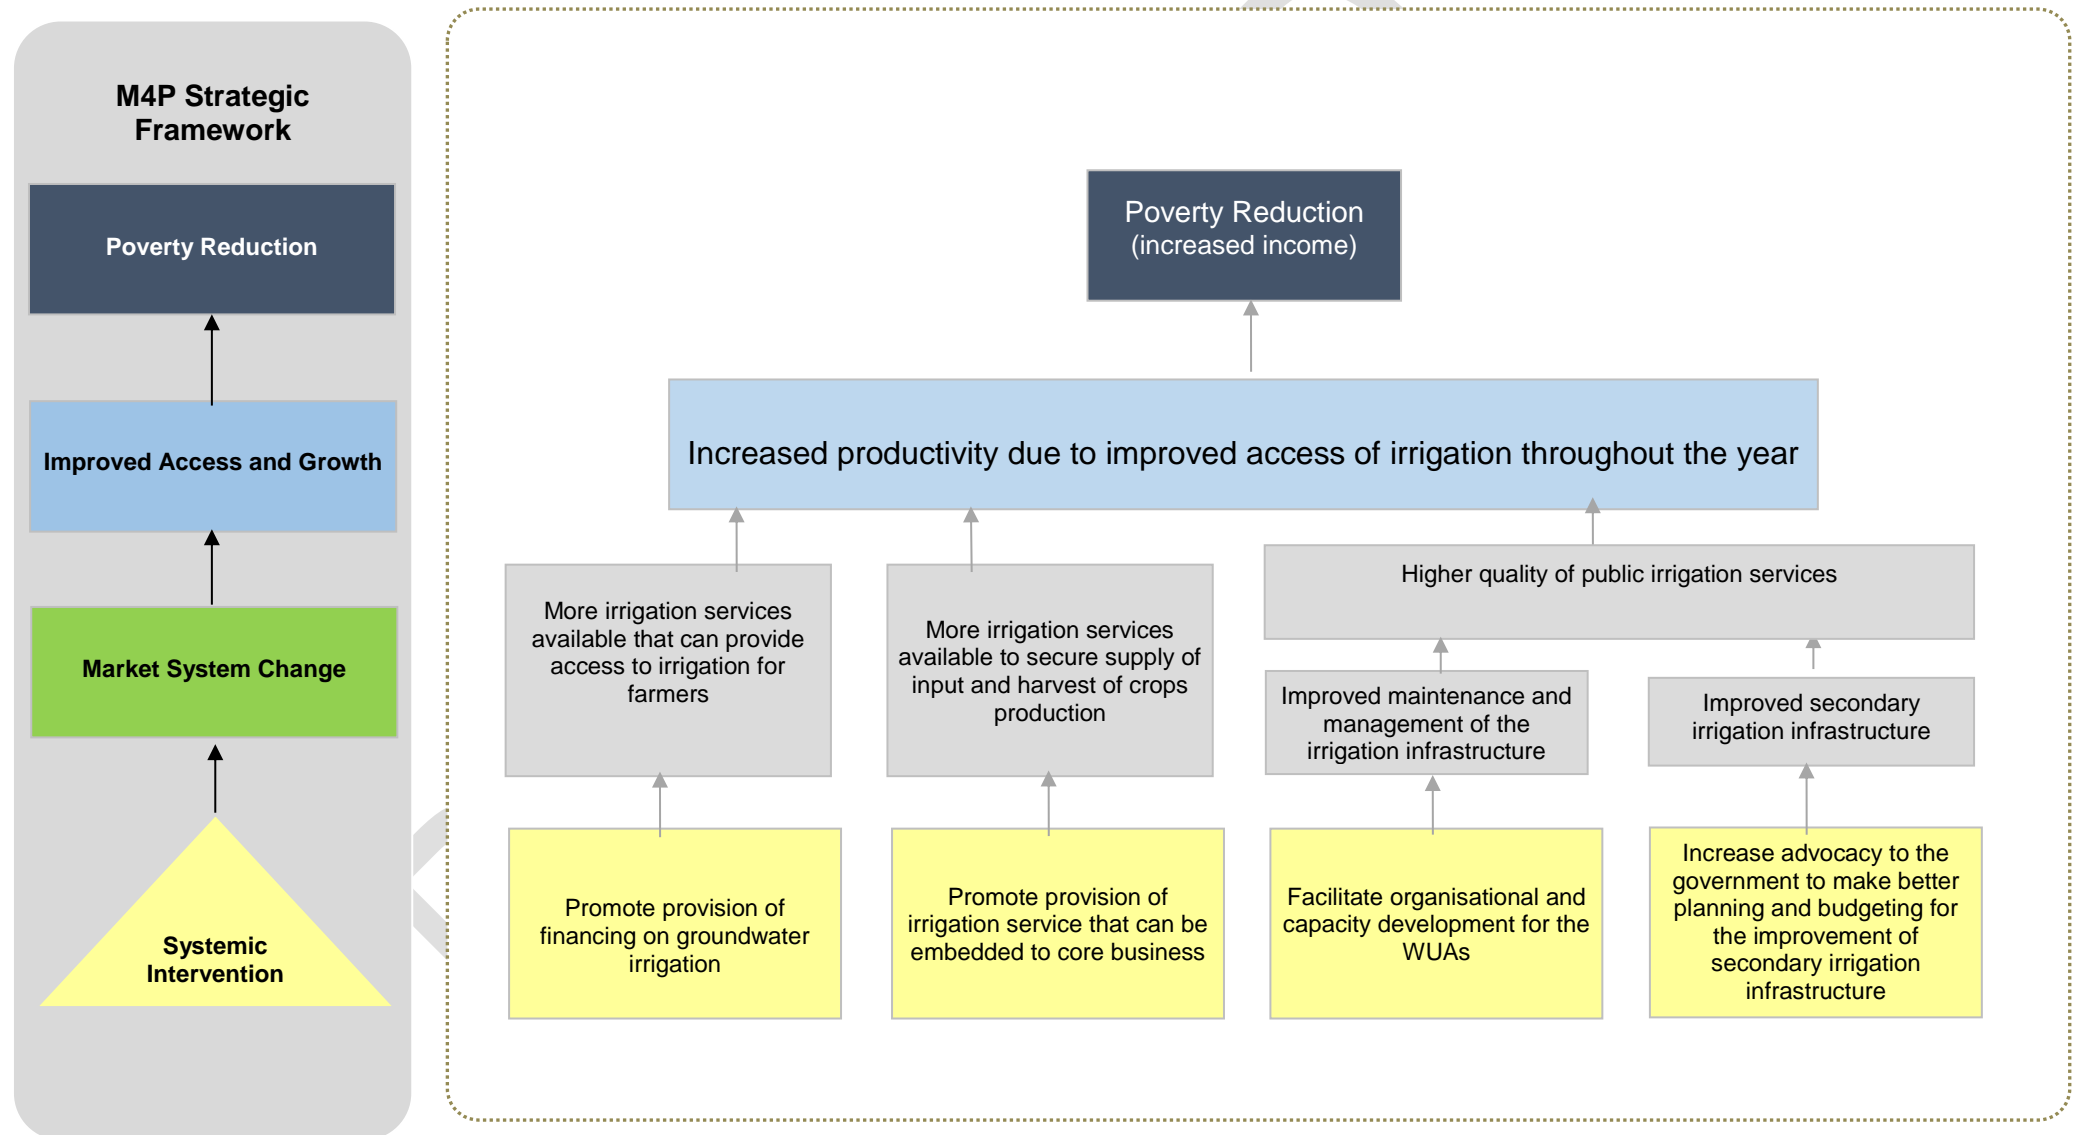 M4P Strategic
Framework
Poverty Reduction
Improved Access and Growth
Market System Change
Systemic
Intervention
Poverty Reduction
(increased income)
Increased productivity due to improved access of irrigation throughout the year
More irrigation services
available that can provide
access to irrigation for
farmers
More irrigation services
available to secure supply of
input and harvest of crops
production
Higher quality of public irrigation services
Improved maintenance and
management of the
irrigation infrastructure
Improved secondary
irrigation infrastructure
Promote provision of
financing on groundwater
irrigation
Promote provision of
irrigation service that can be
embedded to core business
Facilitate organisational and
capacity development for the
WUAs
Increase advocacy to the
government to make better
planning and budgeting for
the improvement of
secondary irrigation
infrastructure